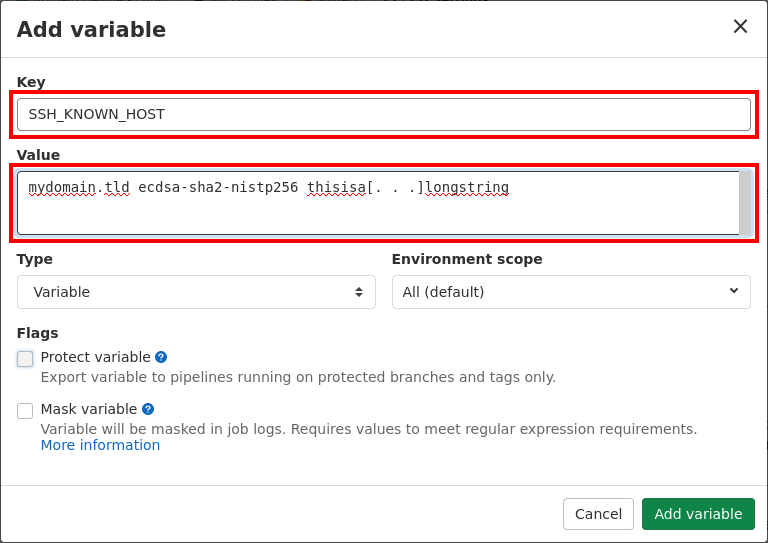 Add variable
Key
SSH_KNOWN_HOST
Value
mydomain.tld ecdsa-sha2-nistp256 thisisa[. . .]longstring
Type Environment scope
Variable All (default)
Flags
Protect variable ?
Export variable to pipelines running on protected branches and tags only.
Mask variable ?
Variable will be masked in job logs. Requires values to meet regular expression requirements.
More information
Cancel Add variable